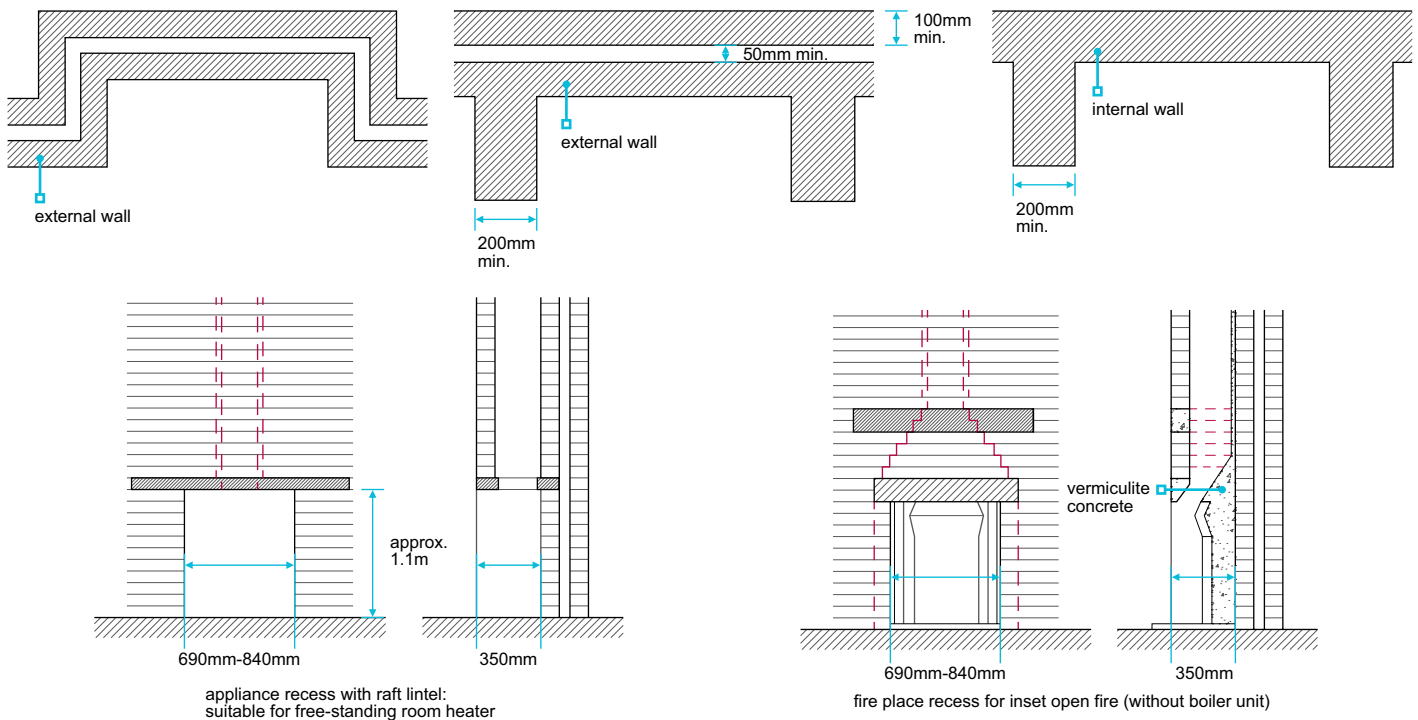 100mm
min.
50mm min.
external wall
external wall
internal wall
200mm
min.
200mm
min.
approx.
1.1m
vermiculite
concrete
690mm-840mm
350mm
690mm-840mm
350mm
appliance recess with raft lintel:
suitable for free-standing room heater
fire place recess for inset open fire (without boiler unit)